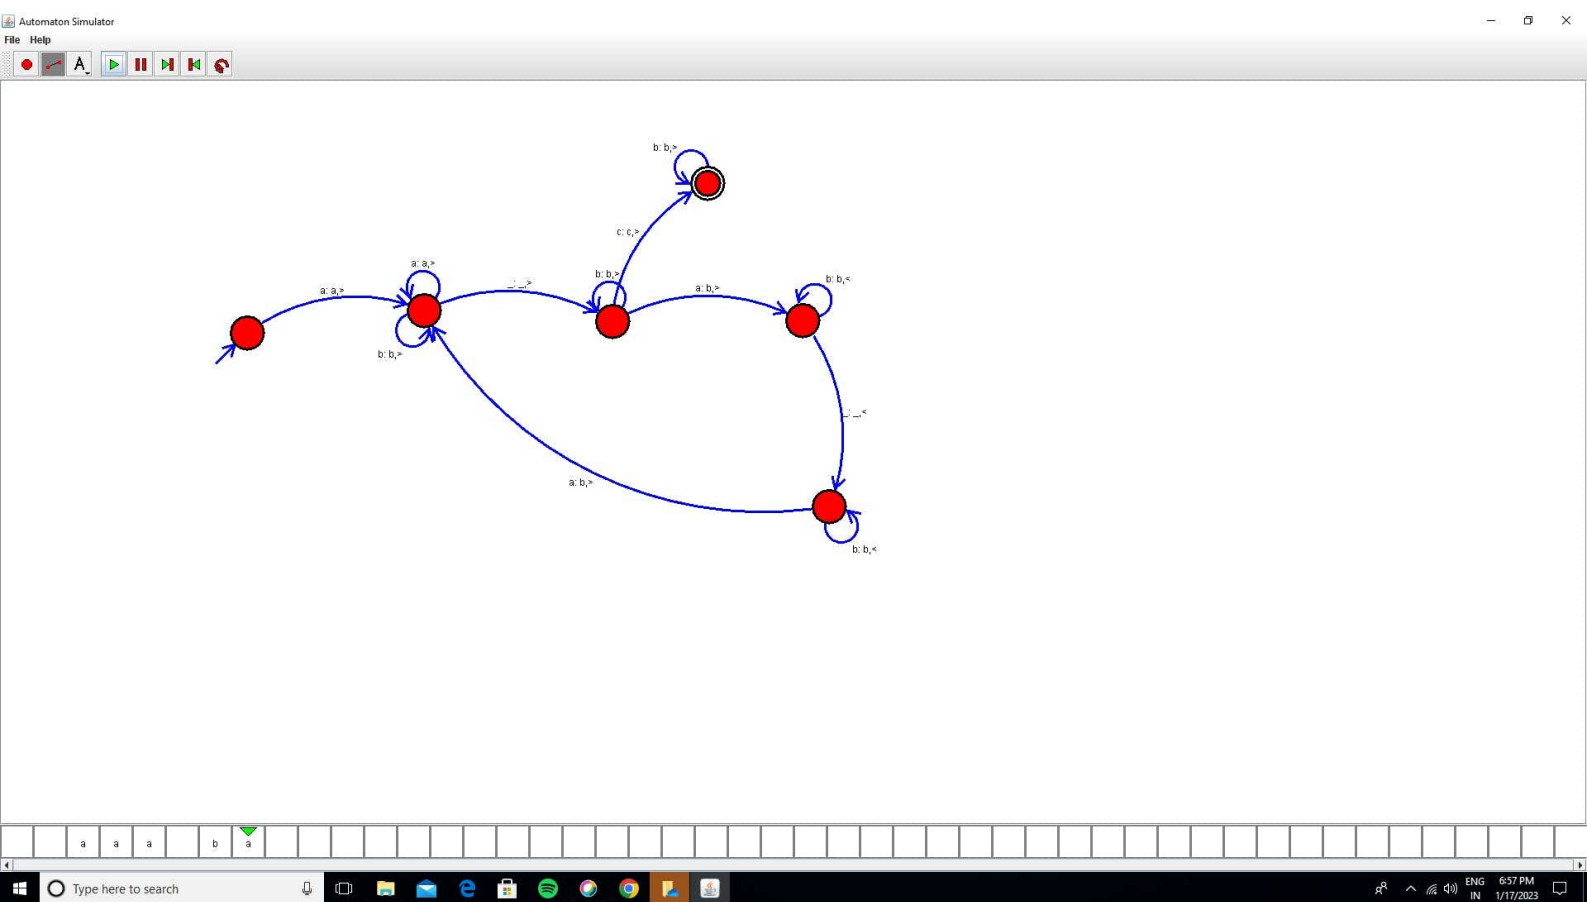 Automaton Simulator
File Help
A
b: b,>
c: c,>
a: a,>
b: b,>
b: b,<
_: _,>
a: b,>
a: a,>
b: b,>
_: _,<
a: b,>
b: b,<
a a a b a
Type here to search
ENG
IN
6:57 PM
1/17/2023